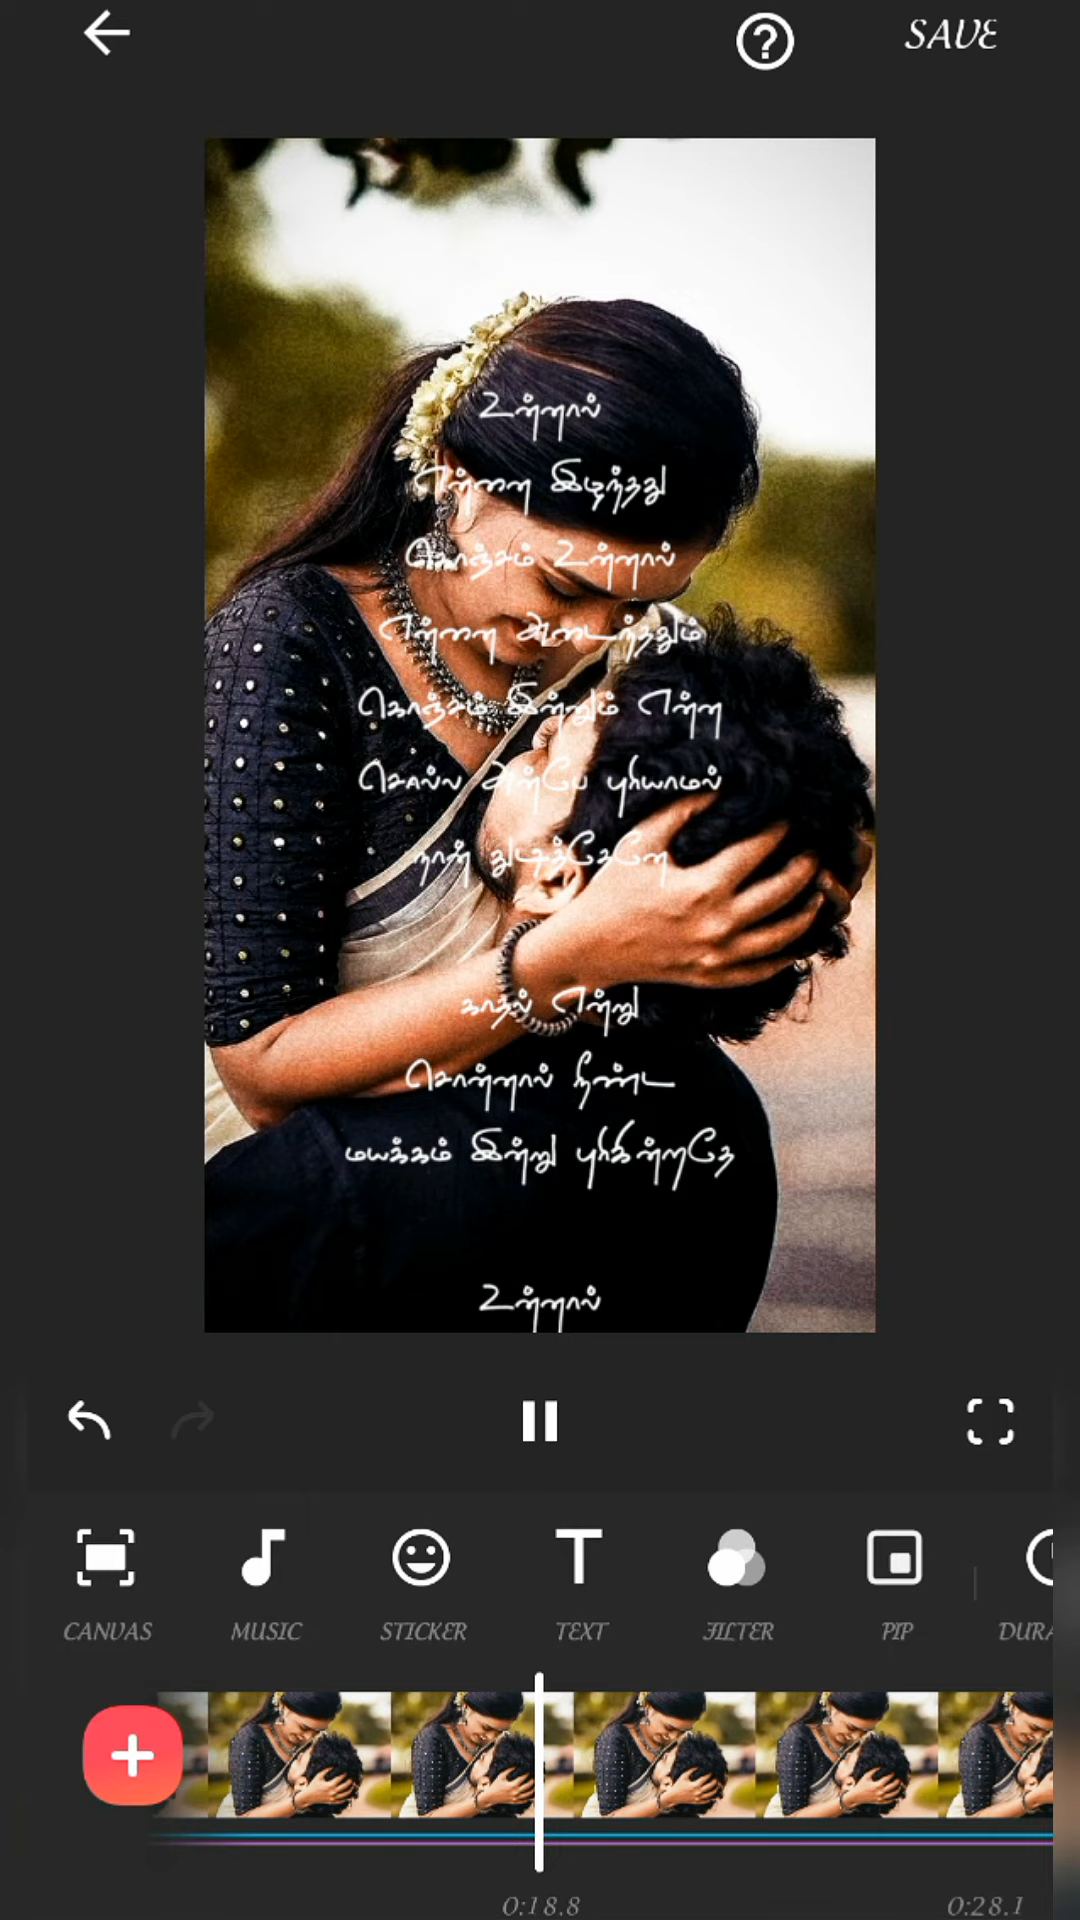 SAVE
உன்னால்
என்னை இழந்தது
கொஞ்சம் உன்னால்
என்னை அடைந்ததும்
கொஞ்சம் இன்னும் என்ன
சொல்ல அன்பே புரியாமல்
நான் துடித்தேனே
காதல் என்று
சொன்னால் நீண்ட
மயக்கம் இன்று புரிகின்றதே
உன்னால்
CANVAS MUSIC STICKER TEXT FILTER PIP DURA
0:18.8 0:28.1